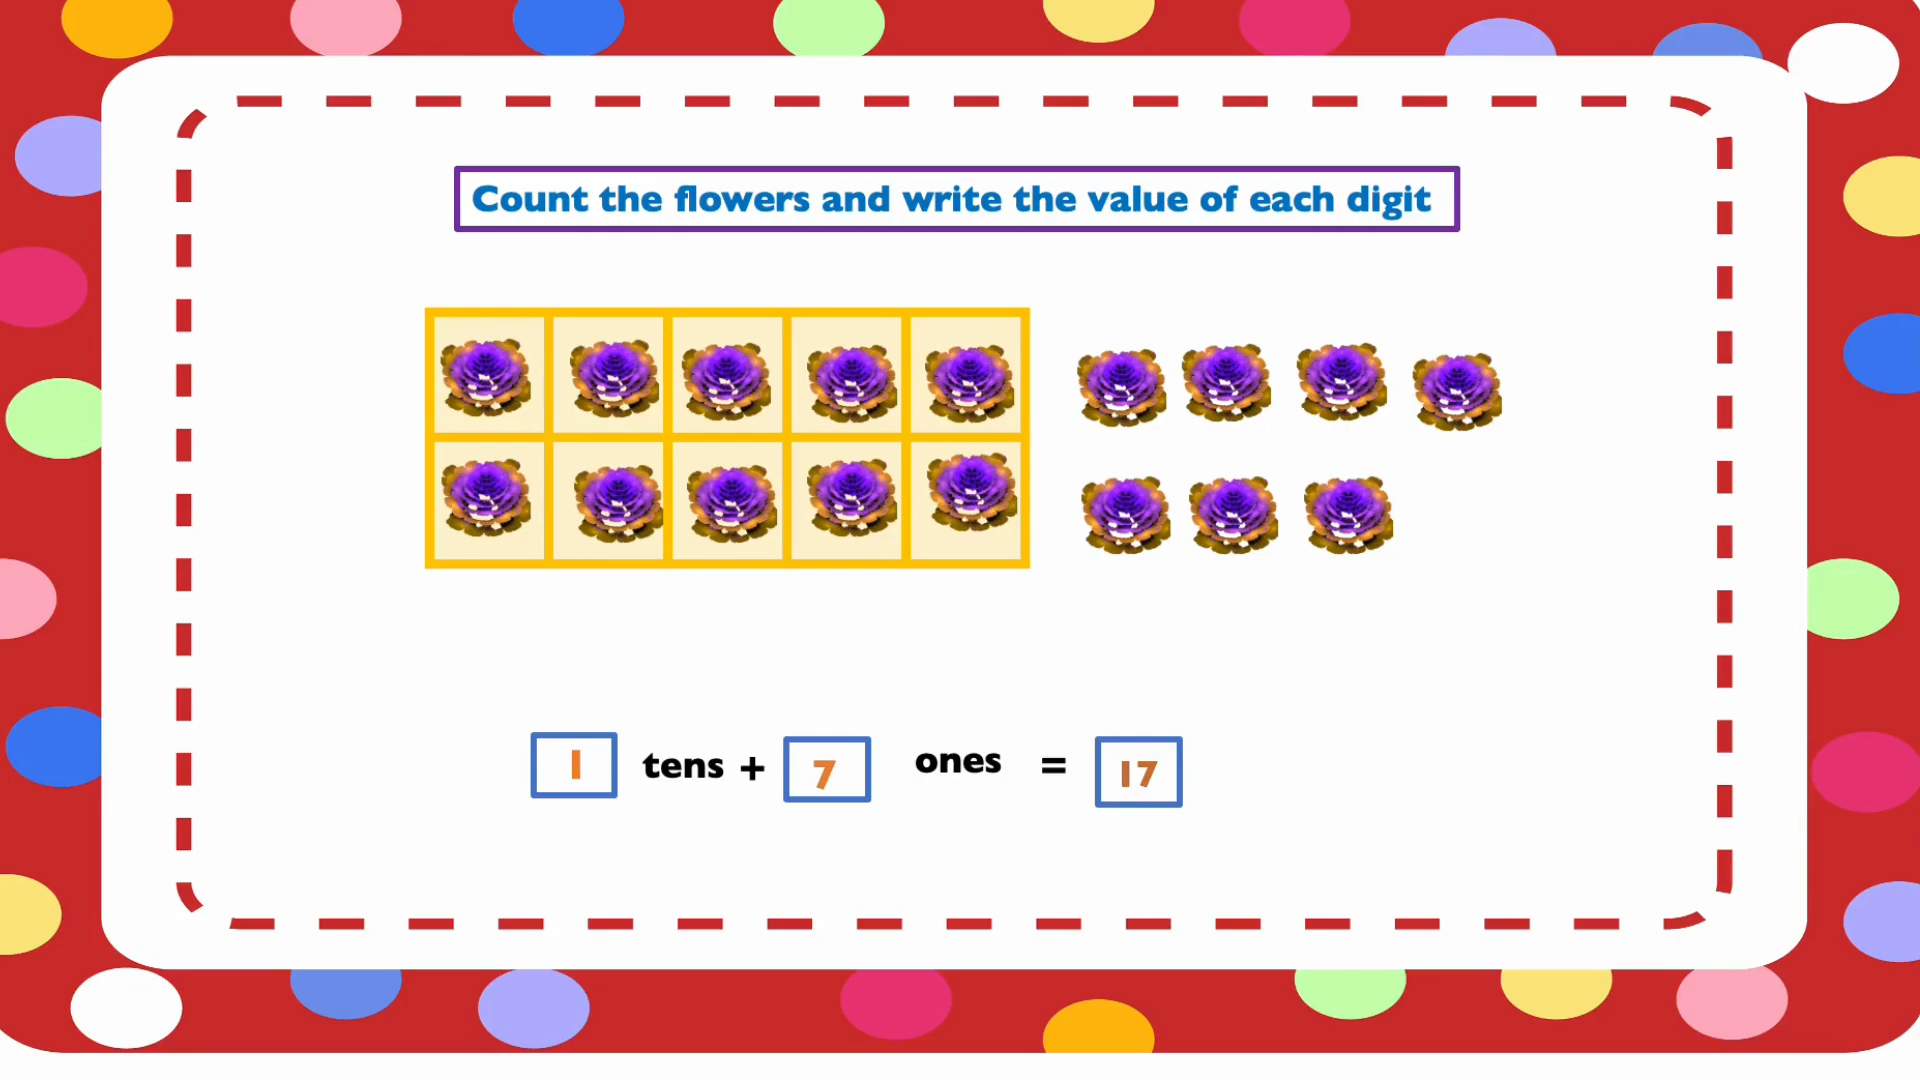 Count the flowers and write the value of each digit
1 tens + 7 ones = 17